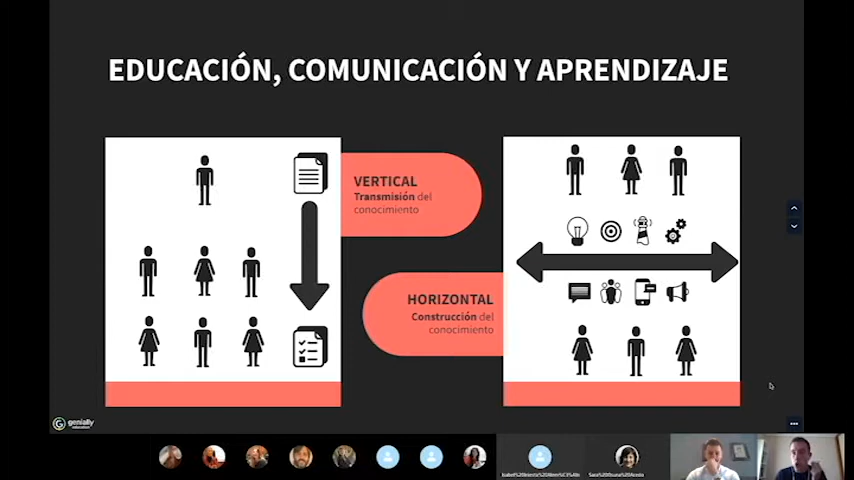 EDUCACIÓN, COMUNICACIÓN Y APRENDIZAJE
VERTICAL
Transmisión del
conocimiento
HORIZONTAL
Construcción del
conocimiento
genially